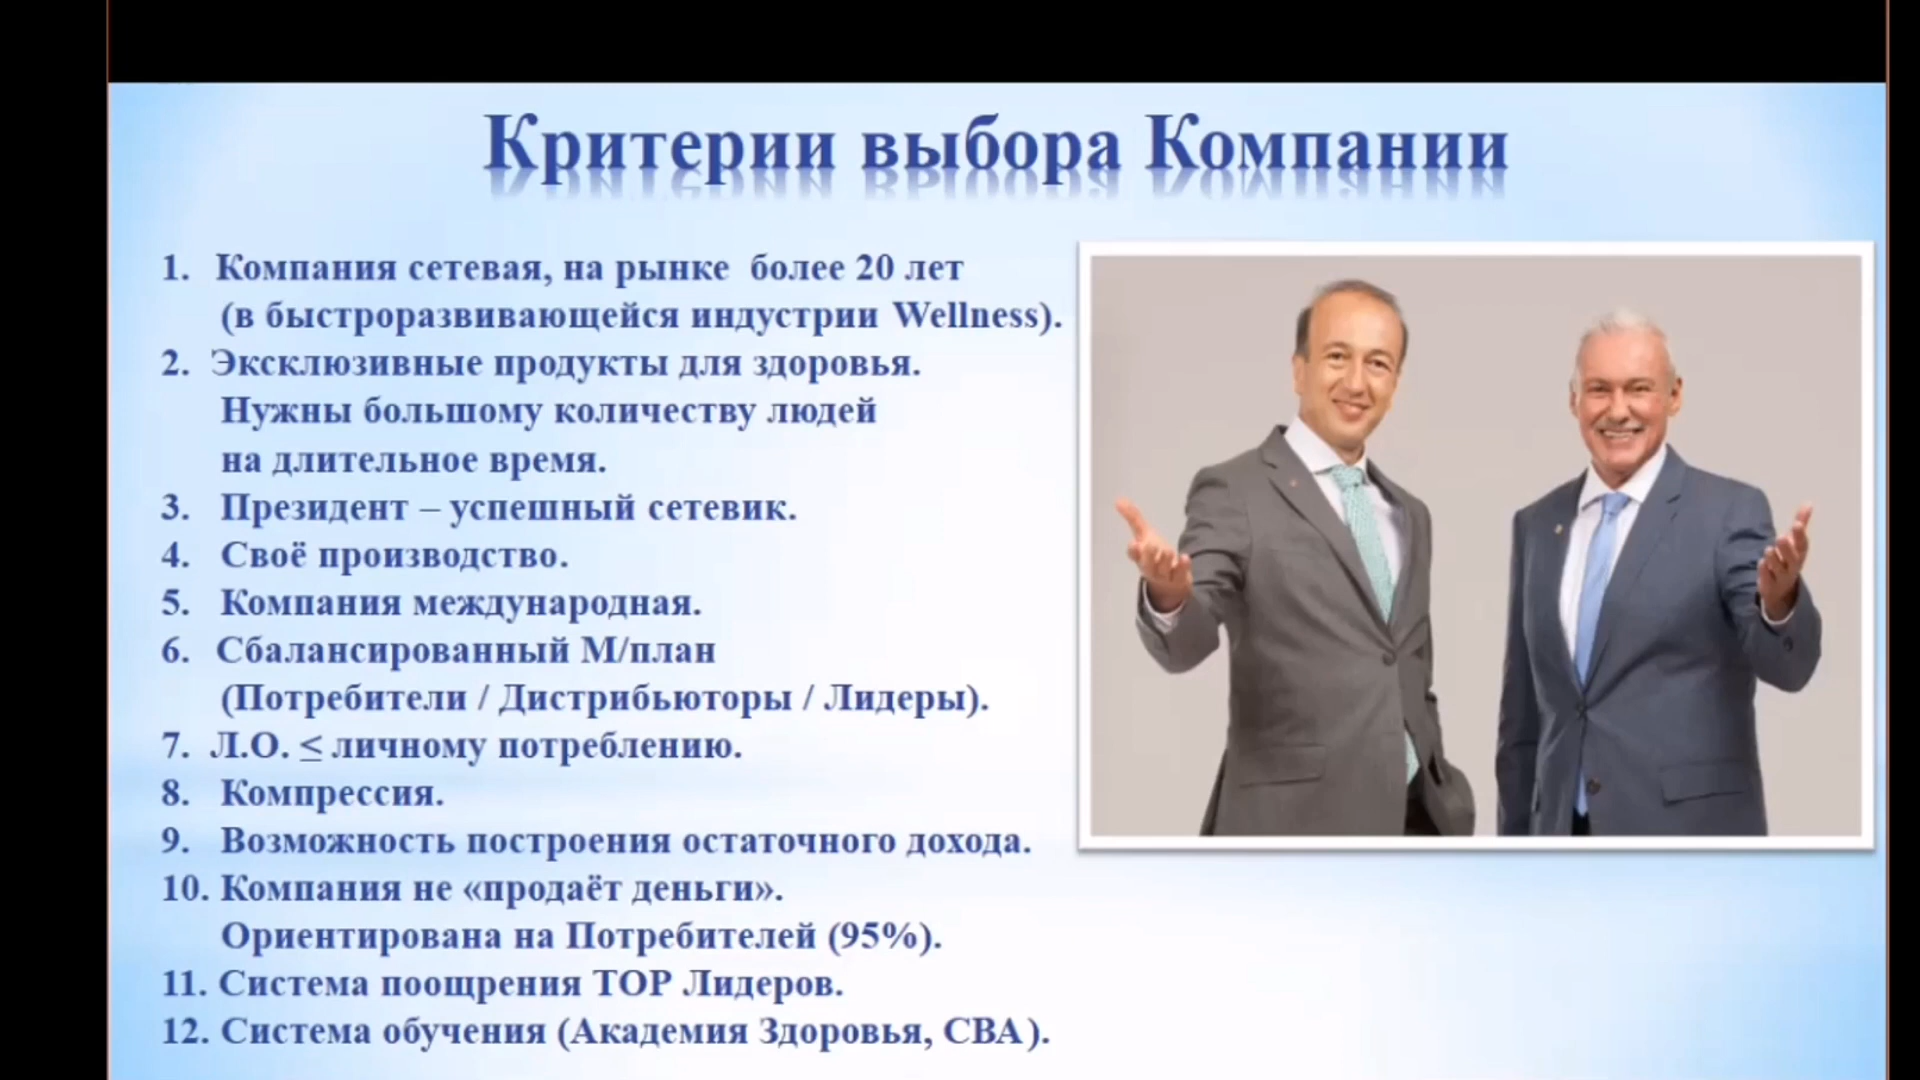 Критерии выбора Компании
1. Компания сетевая, на рынке более 20 лет
(в быстроразвивающейся индустрии Wellness).
2. Эксклюзивные продукты для здоровья.
Нужны большому количеству людей
на длительное время.
3. Президент – успешный сетевик.
4. Своё производство.
5. Компания международная.
6. Сбалансированный М/план
(Потребители / Дистрибьюторы / Лидеры).
7. Л.О. ≤ личному потреблению.
8. Компрессия.
9. Возможность построения остаточного дохода.
10. Компания не «продаёт деньги».
Ориентирована на Потребителей (95%).
11. Система поощрения TOP Лидеров.
12. Система обучения (Академия Здоровья, СВА).